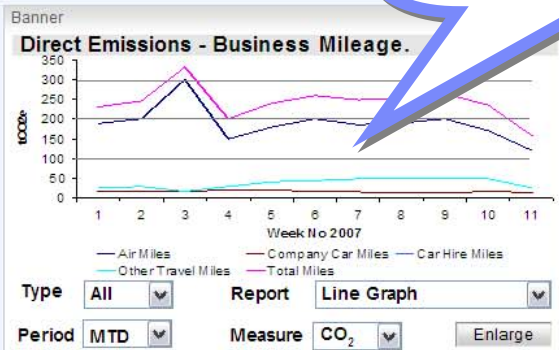 Banner
Direct Emissions - Business Mileage.
350
300
250
200
150
100
50
0
1 2 3 4 5 6 7 8 9 10 11
Week No 2007
Air Miles Company Car Miles Car Hire Miles
Other Travel Miles Total Miles
Type All Report Line Graph
Period MTD Measure CO₂ Enlarge